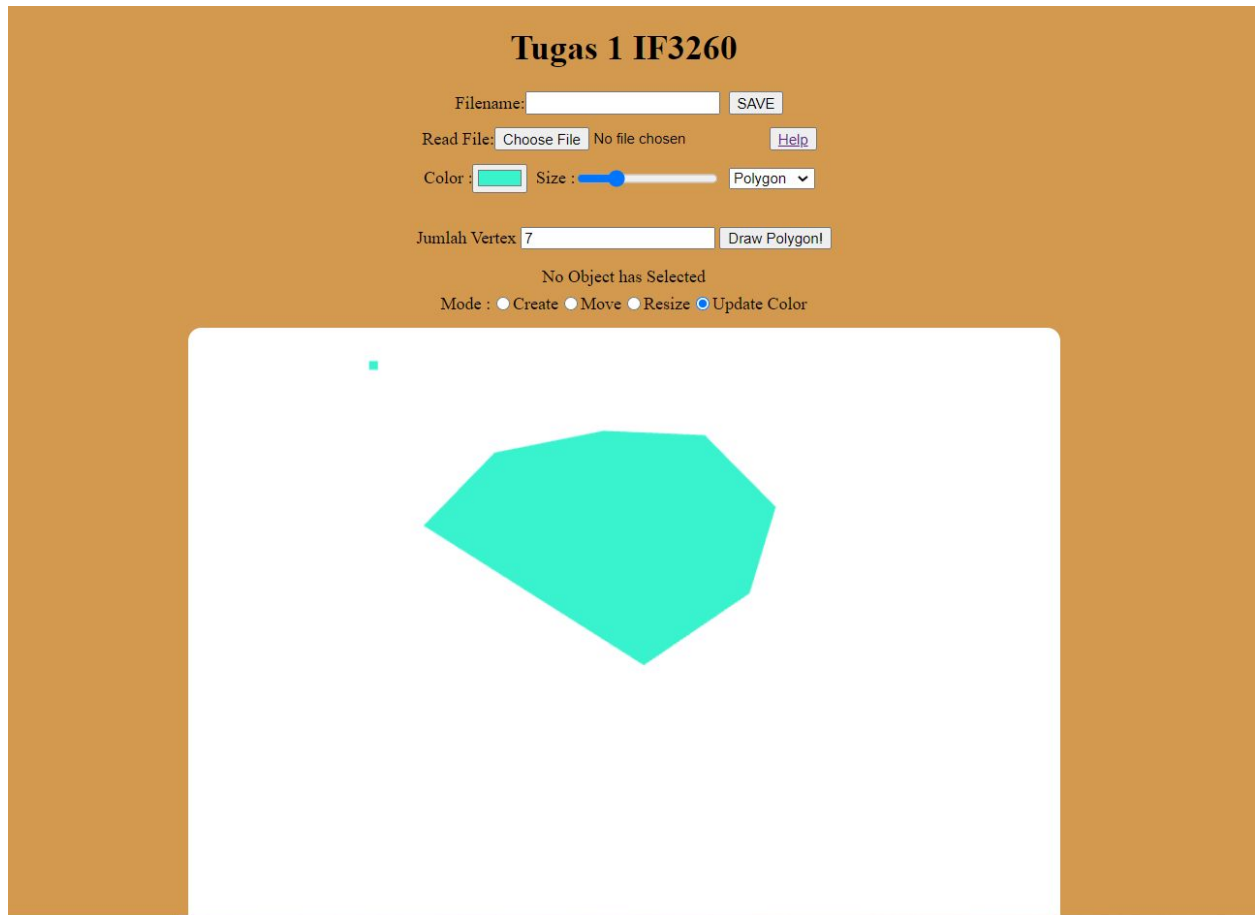 Tugas 1 IF3260
Filename: SAVE
Read File: Choose File No file chosen Help
Color : Size : Polygon
Jumlah Vertex 7 Draw Polygon!
No Object has Selected
Mode : Create Move Resize Update Color